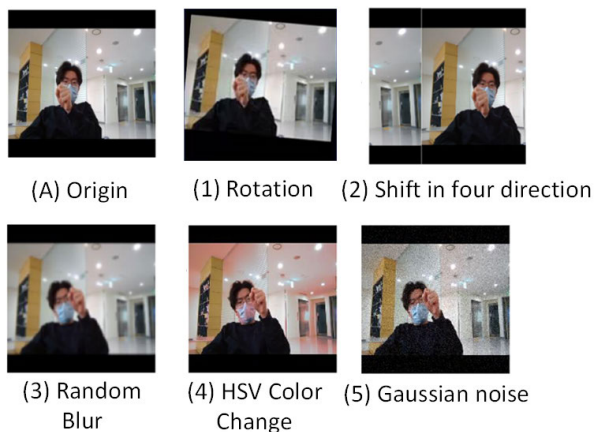 (A) Origin
(1) Rotation
(2) Shift in four direction
(3) Random
Blur
(4) HSV Color
Change
(5) Gaussian noise